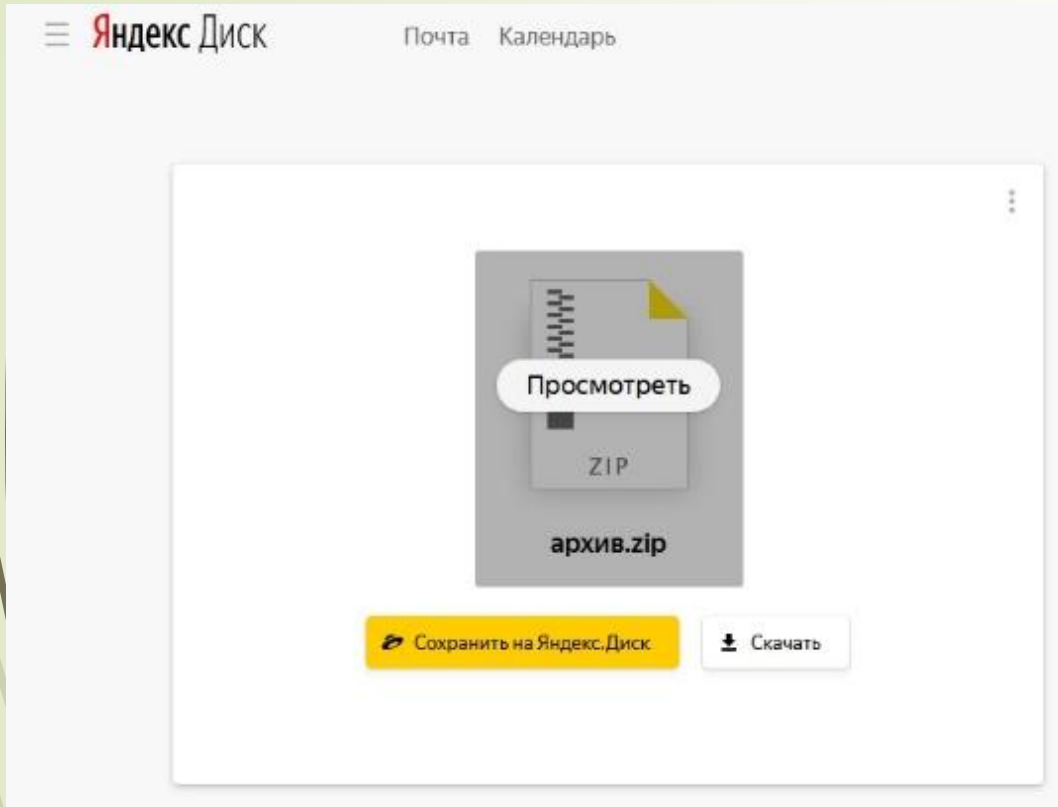 Яндекс Диск Почта Календарь
Просмотреть
ZIP
архив.zip
Сохранить на Яндекс.Диск Скачать